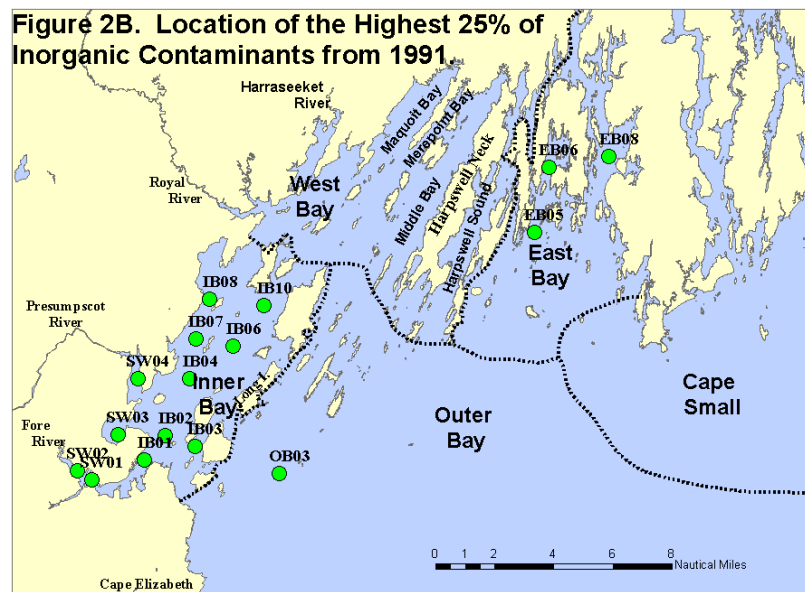 Figure 2B. Location of the Highest 25% of
Inorganic Contaminants from 1991.
Harraseeket
River
Maquoit Bay
Merepoint Bay
Royal
River
West
Bay
Middle Bay
Harpswell Neck
Harpswell Sound
EB06
EB08
EB05
East
Bay
IB08
IB10
Presumpscot
River
IB07
IB06
SW04
IB04
Inner
Bay
Long I.
Cape
Small
Outer
Bay
Fore
River
SW03
IB02
IB03
SW02
SW01
IB01
OB03
0 2 4 6 8
Nautical Miles
Cape Elizabeth